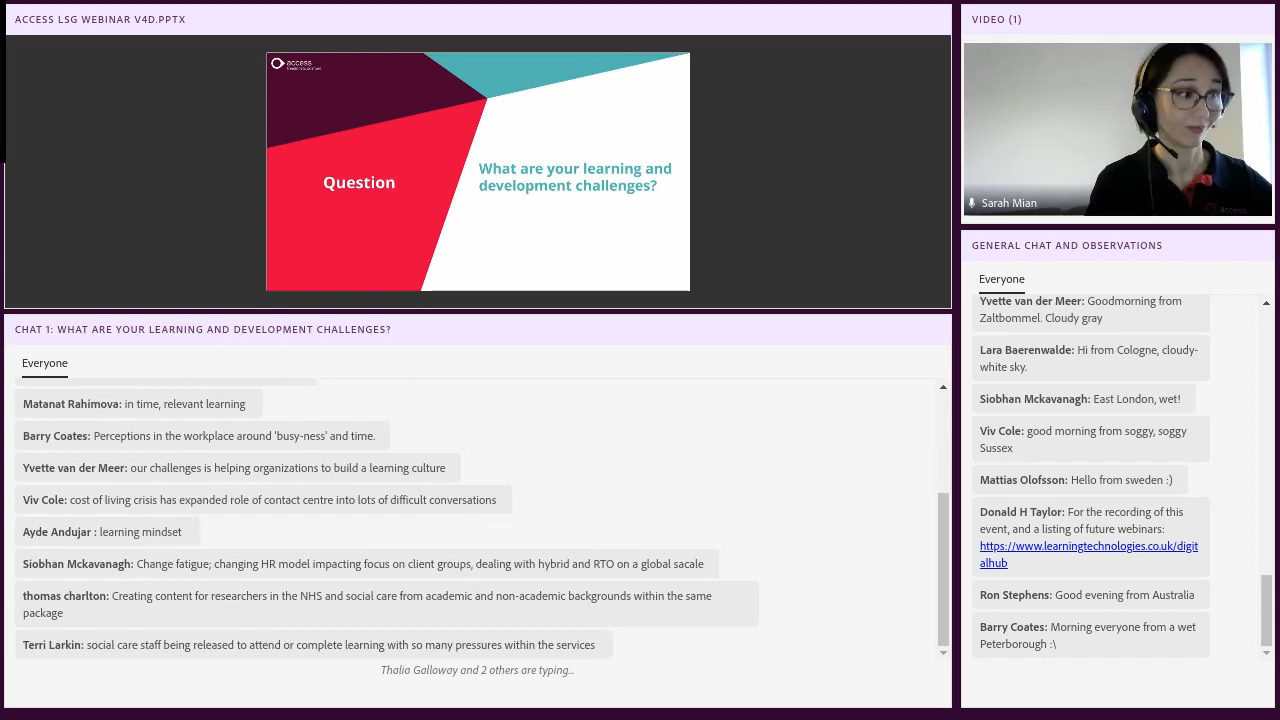 ACCESS LSG WEBINAR V4D.PPTX
access
Question
What are your learning and
development challenges?
VIDEO (1)
Sarah Mian
access
CHAT 1: WHAT ARE YOUR LEARNING AND DEVELOPMENT CHALLENGES?
Everyone
Matanat Rahimova: in time, relevant learning
Barry Coates: Perceptions in the workplace around 'busy-ness' and time.
Yvette van der Meer: our challenges is helping organizations to build a learning culture
Viv Cole: cost of living crisis has expanded role of contact centre into lots of difficult conversations
Ayde Andujar : learning mindset
Siobhan Mckavanagh: Change fatigue; changing HR model impacting focus on client groups, dealing with hybrid and RTO on a global sacale
thomas charlton: Creating content for researchers in the NHS and social care from academic and non-academic backgrounds within the same
package
Terri Larkin: social care staff being released to attend or complete learning with so many pressures within the services
Thalia Galloway and 2 others are typing...
GENERAL CHAT AND OBSERVATIONS
Everyone
Yvette van der Meer: Goodmorning from
Zaltbommel. Cloudy gray
Lara Baerenwalde: Hi from Cologne, cloudy-
white sky.
Siobhan Mckavanagh: East London, wet!
Viv Cole: good morning from soggy, soggy
Sussex
Mattias Olofsson: Hello from sweden :)
Donald H Taylor: For the recording of this
event, and a listing of future webinars:
https://www.learningtechnologies.co.uk/digit
alhub
Ron Stephens: Good evening from Australia
Barry Coates: Morning everyone from a wet
Peterborough :\